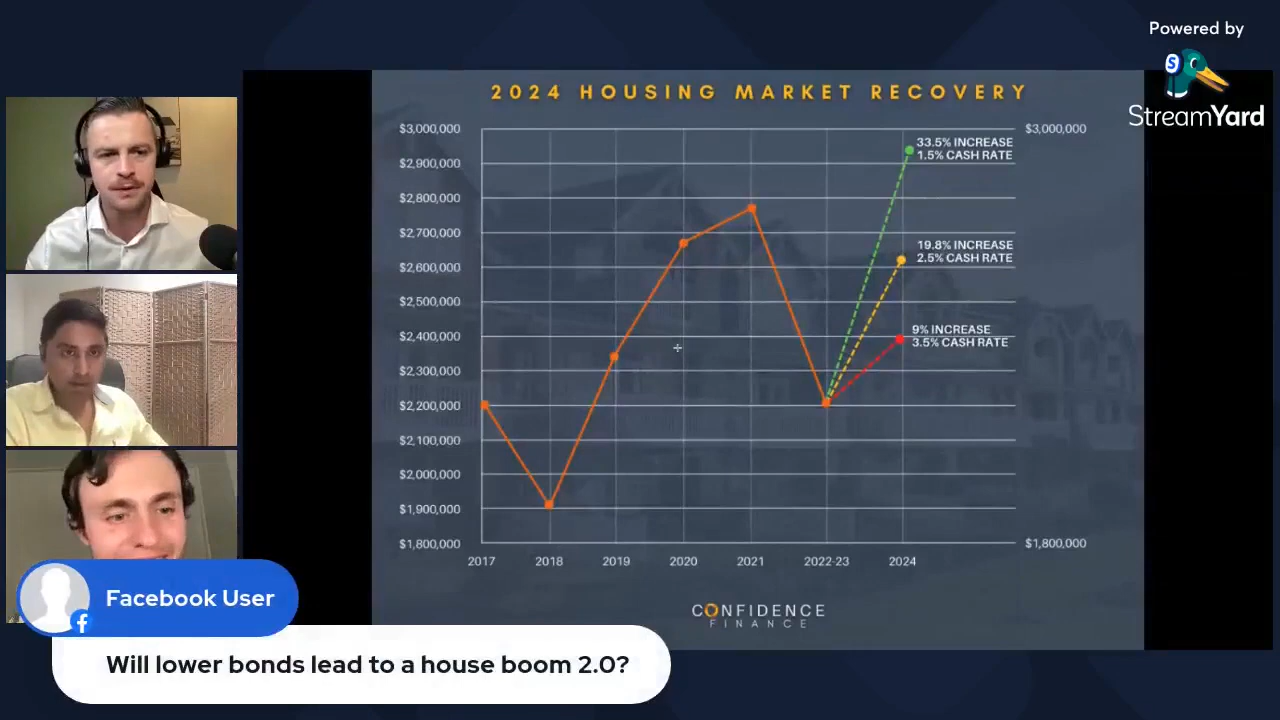 Powered by
StreamYard
2024 HOUSING MARKET RECOVERY
$3,000,000
$2,900,000
$2,800,000
$2,700,000
$2,600,000
$2,500,000
$2,400,000
$2,300,000
$2,200,000
$2,100,000
$2,000,000
$1,900,000
$1,800,000
$3,000,000
33.5% INCREASE
1.5% CASH RATE
19.8% INCREASE
2.5% CASH RATE
9% INCREASE
3.5% CASH RATE
$1,800,000
2017 2018 2019 2020 2021 2022-23 2024
CONFIDENCE
FINANCE
Facebook User
Will lower bonds lead to a house boom 2.0?